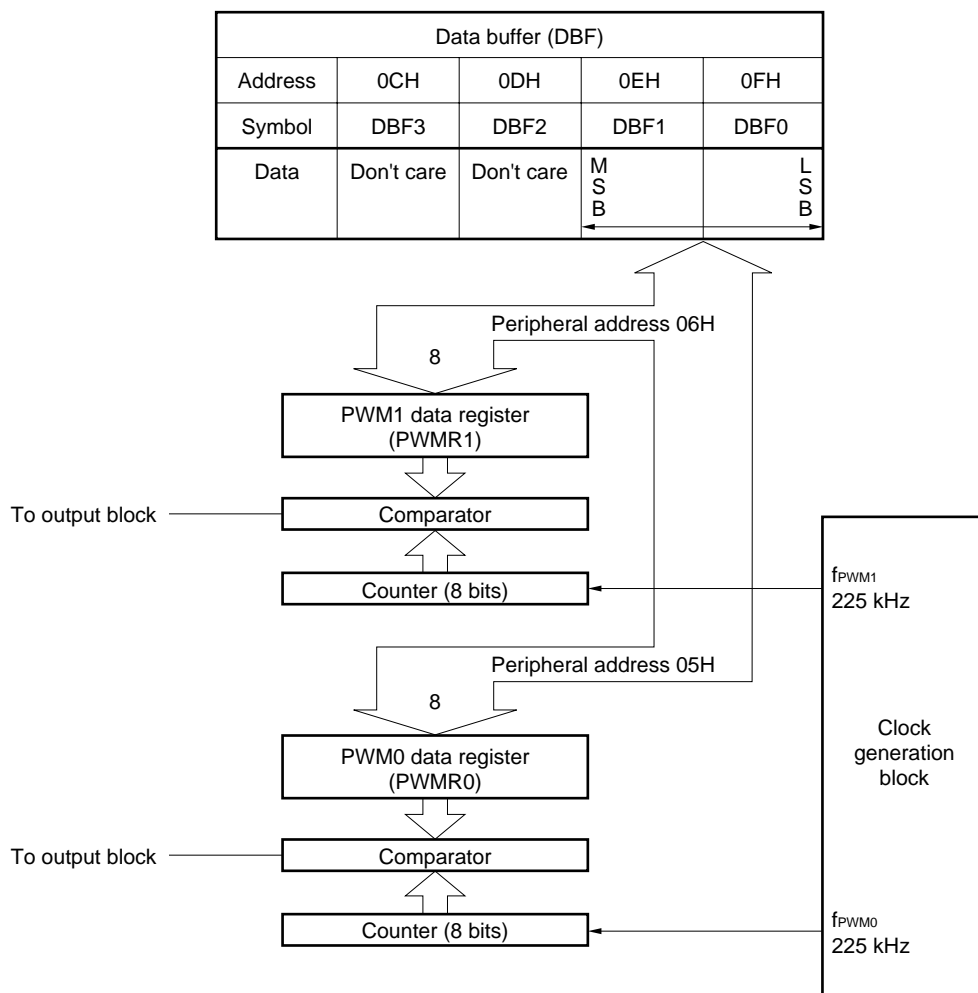 Data buffer (DBF)
Address 0CH 0DH 0EH 0FH
Symbol DBF3 DBF2 DBF1 DBF0
Data Don't care Don't care MSB LSB
Peripheral address 06H
8
PWM1 data register
(PWMR1)
To output block Comparator
Counter (8 bits)
fPWM1
225 kHz
Peripheral address 05H
8
PWM0 data register
(PWMR0)
Clock
generation
block
To output block Comparator
Counter (8 bits)
fPWM0
225 kHz